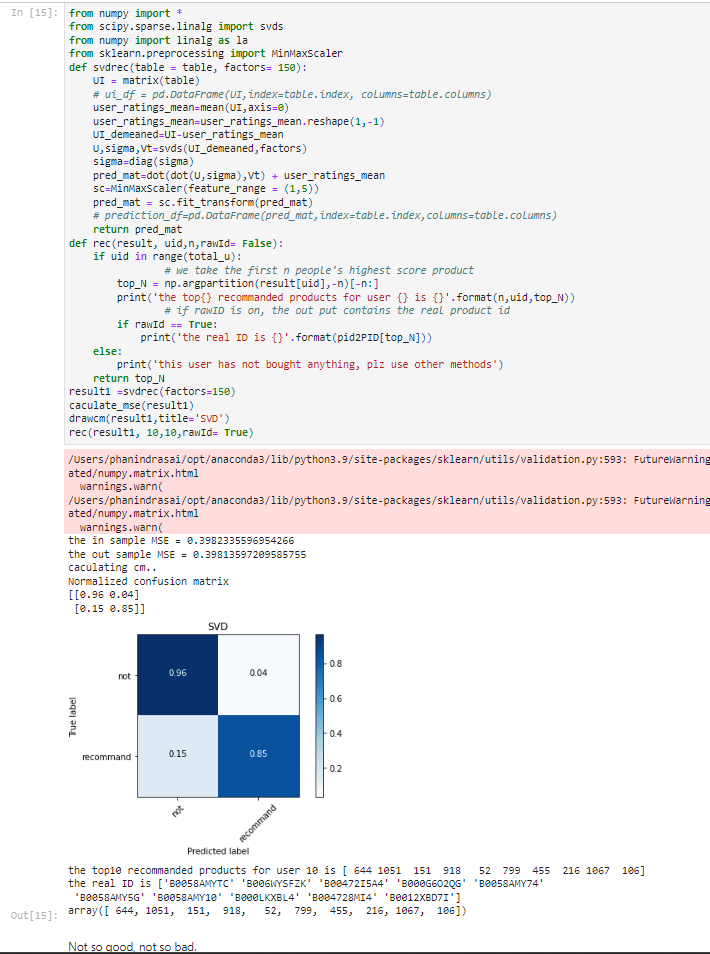 In [15]:
from numpy import *
from scipy.sparse.linalg import svds
from numpy import linalg as la
from sklearn.preprocessing import MinMaxScaler
def svdrec(table = table, factors= 150):
    UI = matrix(table)
    # ui_df = pd.DataFrame(UI,index=table.index, columns=table.columns)
    user_ratings_mean=mean(UI,axis=0)
    user_ratings_mean=user_ratings_mean.reshape(1,-1)
    UI_demeaned=UI-user_ratings_mean
    U,sigma,Vt=svds(UI_demeaned,factors)
    sigma=diag(sigma)
    pred_mat=dot(dot(U,sigma),Vt) + user_ratings_mean
    sc=MinMaxScaler(feature_range = (1,5))
    pred_mat = sc.fit_transform(pred_mat)
    # prediction_df=pd.DataFrame(pred_mat,index=table.index,columns=table.columns)
    return pred_mat
def rec(result, uid,n,rawId= False):
    if uid in range(total_u):
                # we take the first n people's highest score product
        top_N = np.argpartition(result[uid],-n)[-n:]
        print('the top{} recommanded products for user {} is {}'.format(n,uid,top_N))
                # if rawID is on, the out put contains the real product id
        if rawId == True:
            print('the real ID is {}'.format(pid2PID[top_N]))
    else:
        print('this user has not bought anything, plz use other methods')
    return top_N
result1 =svdrec(factors=150)
caculate_mse(result1)
drawcm(result1,title='SVD')
rec(result1, 10,10,rawId= True)
/Users/phanindrasai/opt/anaconda3/lib/python3.9/site-packages/sklearn/utils/validation.py:593: FutureWarning
ated/numpy.matrix.html
  warnings.warn(
/Users/phanindrasai/opt/anaconda3/lib/python3.9/site-packages/sklearn/utils/validation.py:593: FutureWarning
ated/numpy.matrix.html
  warnings.warn(
the in sample MSE = 0.3982335596954266
the out sample MSE = 0.39813597209585755
caculating cm..
Normalized confusion matrix
[[0.96 0.04]
 [0.15 0.85]]
SVD
not
0.96
0.04
recommand
0.15
0.85
True label
not
recommand
Predicted label
0.8
0.6
0.4
0.2
the top10 recommanded products for user 10 is [ 644 1051  151  918   52  799  455  216 1067  106]
the real ID is ['B0058AMYTC' 'B006WYSFZK' 'B00472I5A4' 'B000G6O2QG' 'B0058AMY74'
 'B0058AMY5G' 'B0058AMY10' 'B000LKXBL4' 'B004728MI4' 'B0012XBD7I']
Out[15]:
array([ 644, 1051,  151,  918,   52,  799,  455,  216, 1067,  106])
Not so good, not so bad.